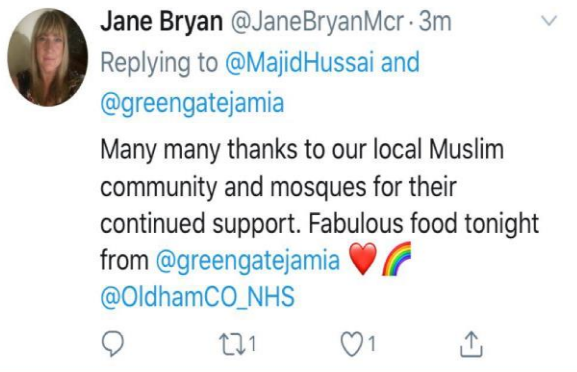 Jane Bryan @JaneBryanMcr · 3m
Replying to @MajidHussai and
@greengatejamia
Many many thanks to our local Muslim
community and mosques for their
continued support. Fabulous food tonight
from @greengatejamia ❤️🌈
@OldhamCO_NHS
1 1